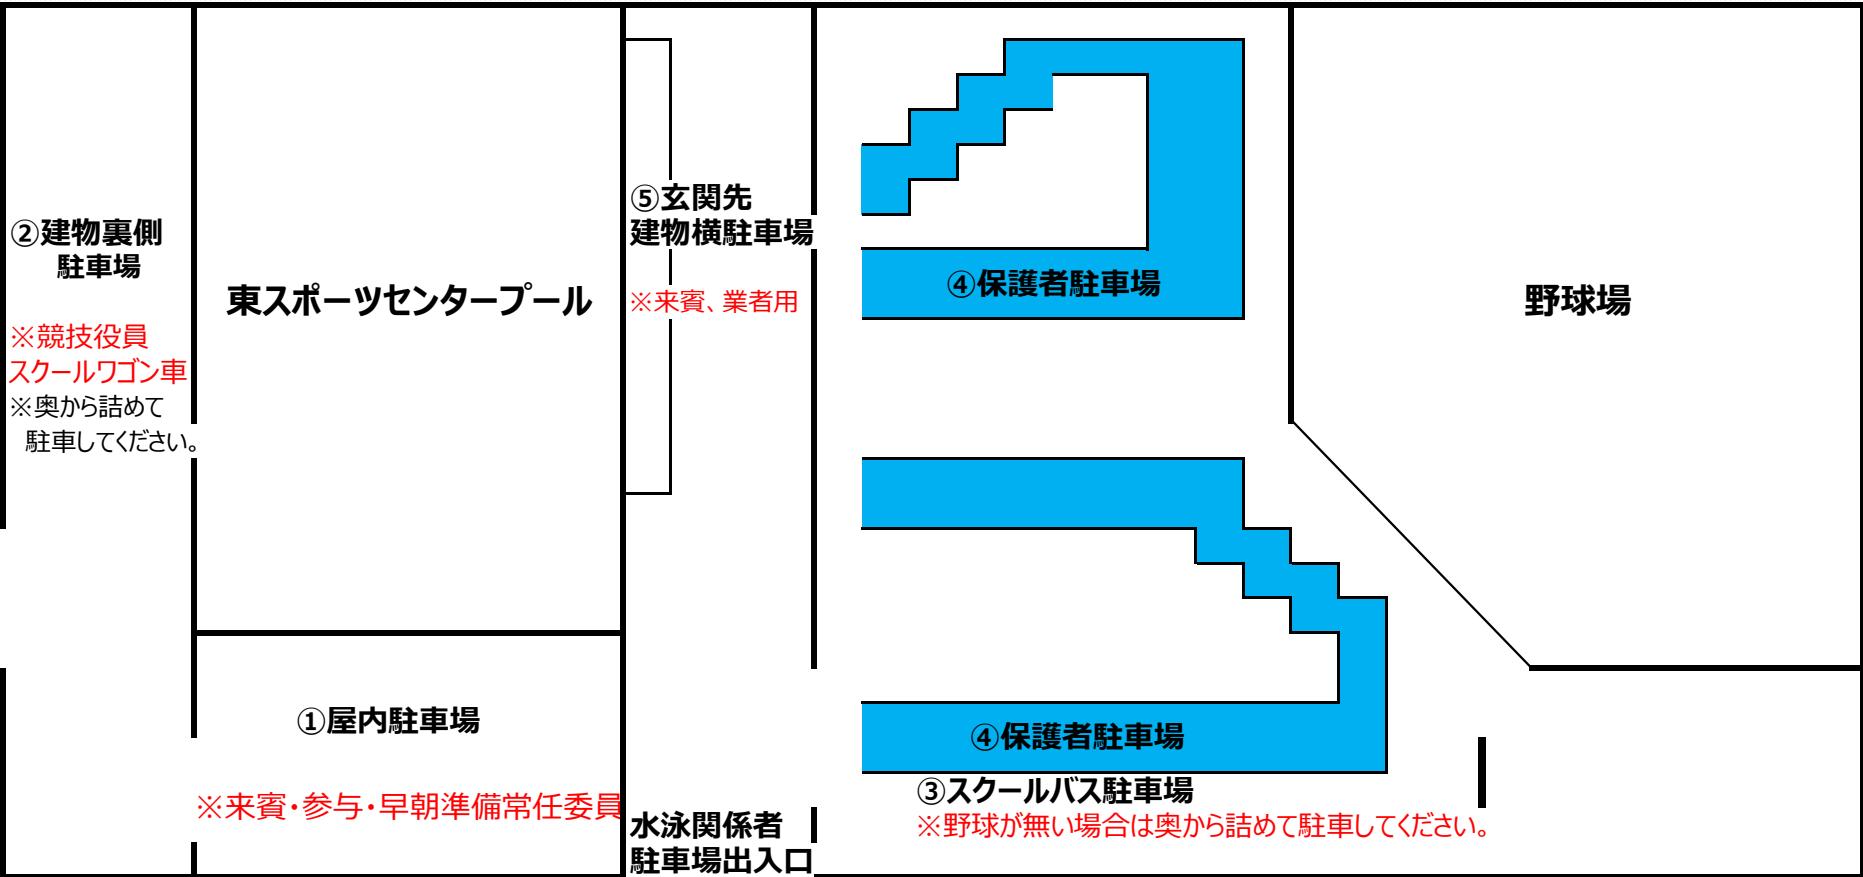 ②建物裏側
駐車場
※競技役員
スクールワゴン車
※奥から詰めて
駐車してください。
東スポーツセンタープール
①屋内駐車場
※来賓・参与・早朝準備常任委員
⑤玄関先
建物横駐車場
※来賓、業者用
水泳関係者
駐車場出入口
④保護者駐車場
④保護者駐車場
③スクールバス駐車場
※野球が無い場合は奥から詰めて駐車してください。
野球場